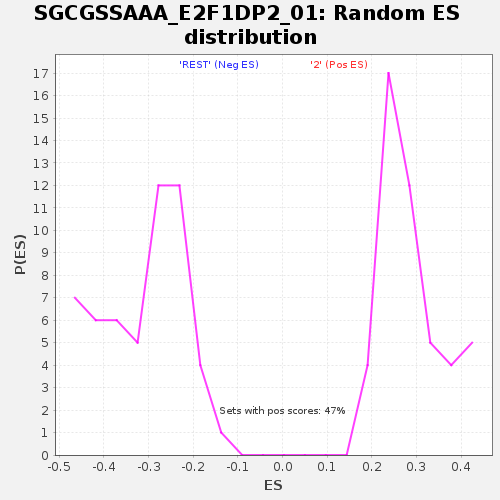 SGCGSSAAA_E2F1DP2_01: Random ES
distribution
'REST' (Neg ES) '2' (Pos ES)
17
16
15
14
13
12
11
10
9
8
7
6
5
4
3
2
1
0
P(ES)
Sets with pos scores: 47%
-0.5 -0.4 -0.3 -0.2 -0.1 0.0 0.1 0.2 0.3 0.4
ES